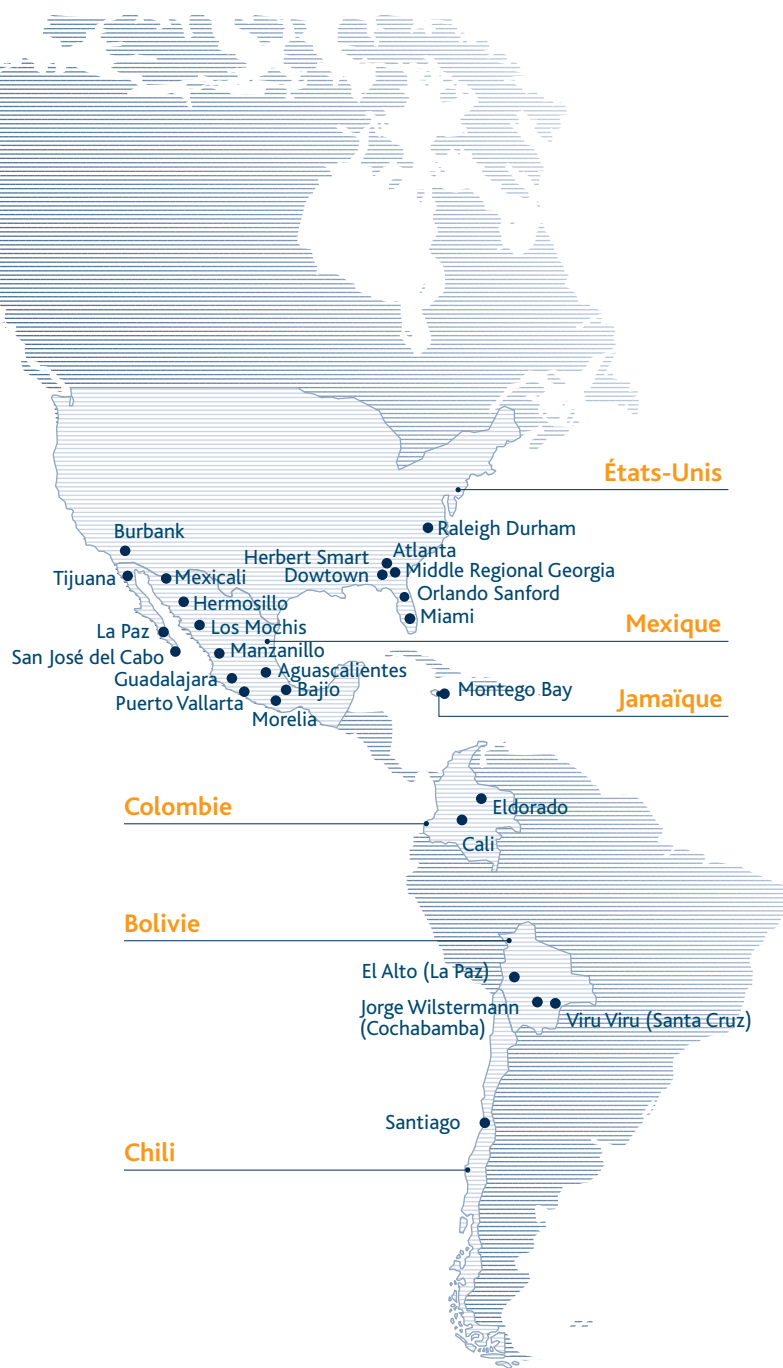 États-Unis
Raleigh Durham
Burbank
Atlanta
Herbert Smart
Dowtown
Middle Regional Georgia
Tijuana
Mexicali
Orlando Sanford
Hermosillo
Miami
Los Mochis
La Paz
Mexique
Manzanillo
San José del Cabo
Aguascalientes
Guadalajara
Bajio
Montego Bay
Puerto Vallarta
Jamaïque
Morelia
Colombie
Eldorado
Cali
Bolivie
El Alto (La Paz)
Jorge Wilstermann
(Cochabamba)
Viru Viru (Santa Cruz)
Santiago
Chili